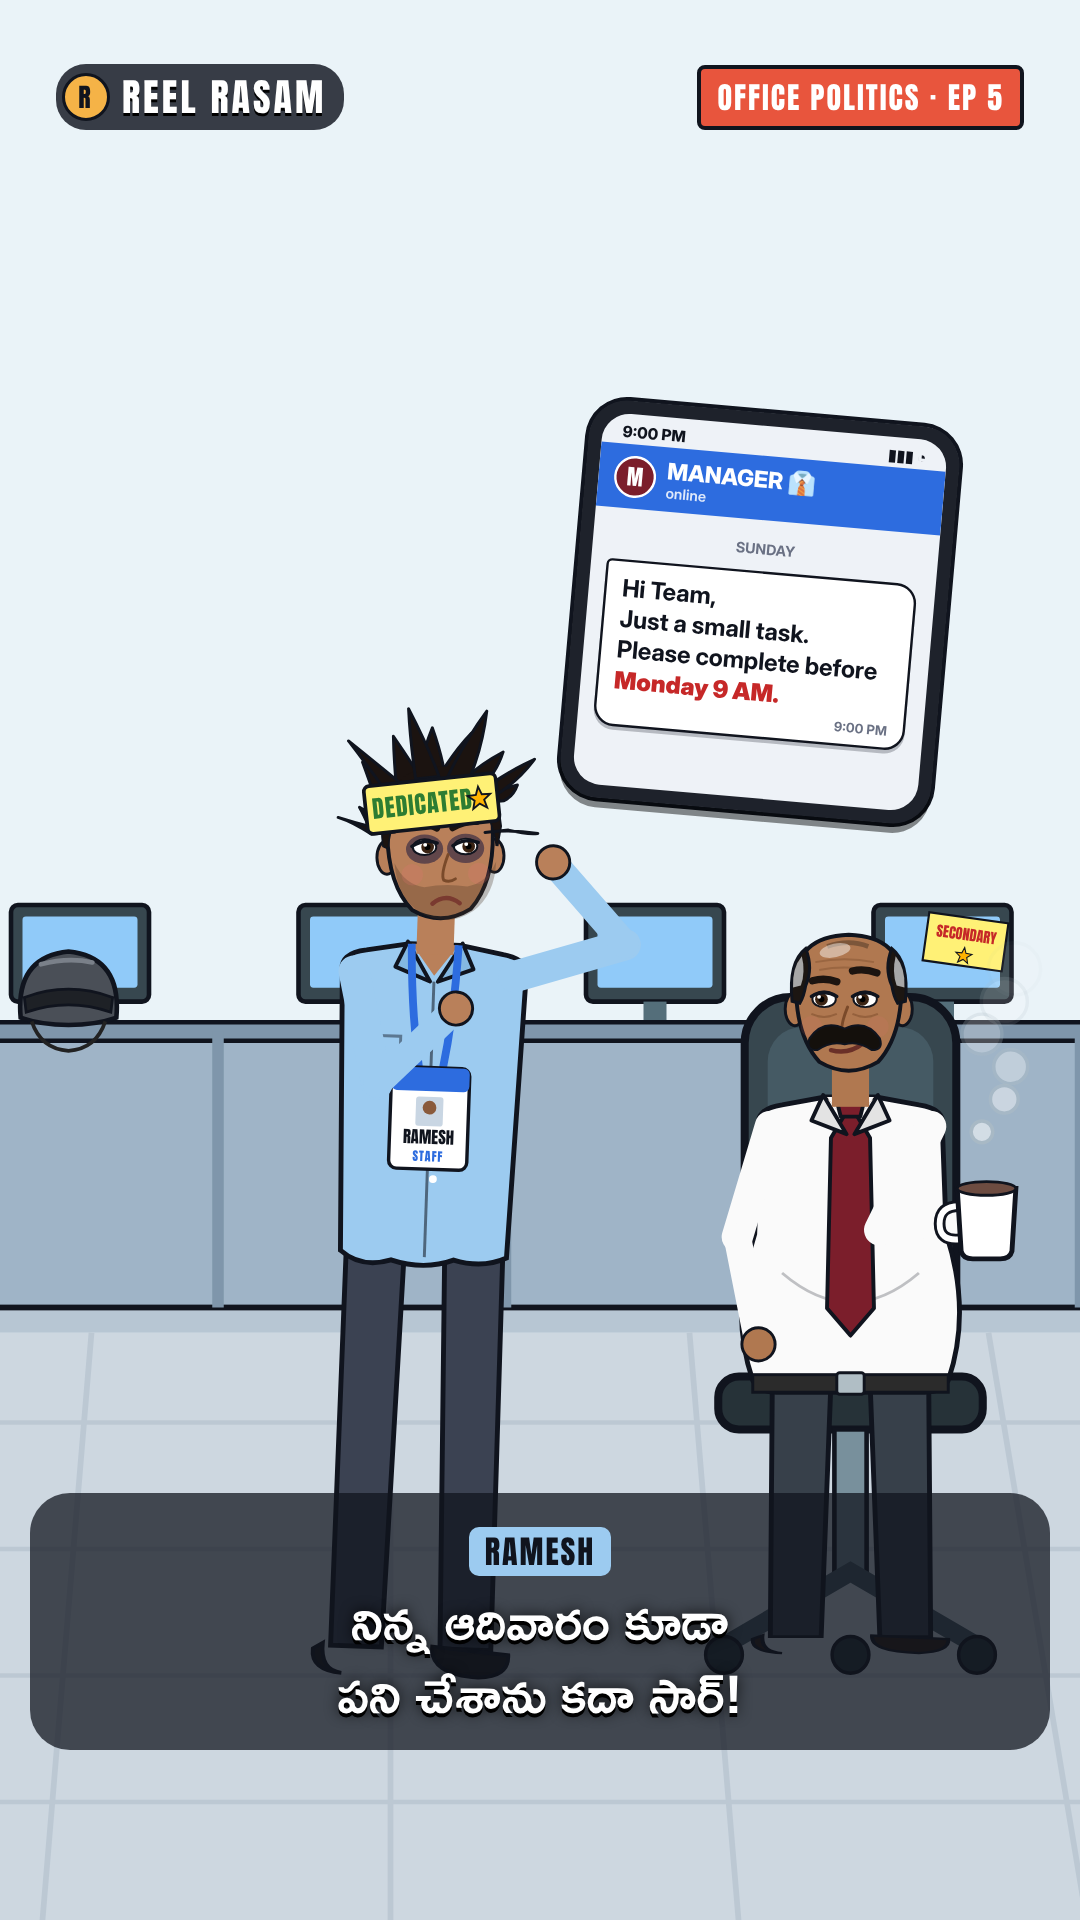 R REEL RASAM
OFFICE POLITICS · EP 5
9:00 PM
M MANAGER 👔
online
SUNDAY
Hi Team,
Just a small task.
Please complete before
Monday 9 AM.
9:00 PM
DEDICATED
SECONDARY
RAMESH
STAFF
RAMESH
నిన్న ఆదివారం కూడా
పని చేశాను కదా సార్!